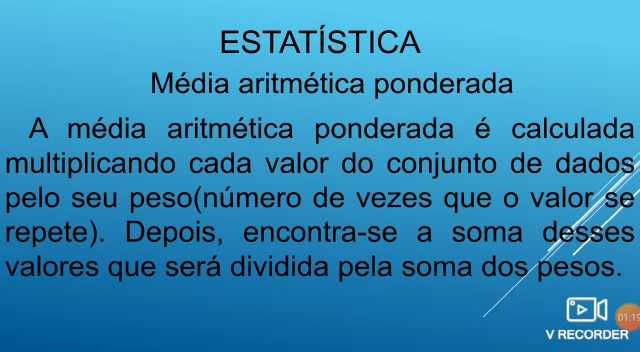 ESTATÍSTICA
Média aritmética ponderada
A média aritmética ponderada é calculada
multiplicando cada valor do conjunto de dados
pelo seu peso(número de vezes que o valor se
repete). Depois, encontra-se a soma desses
valores que será dividida pela soma dos pesos.
01:19
V RECORDER